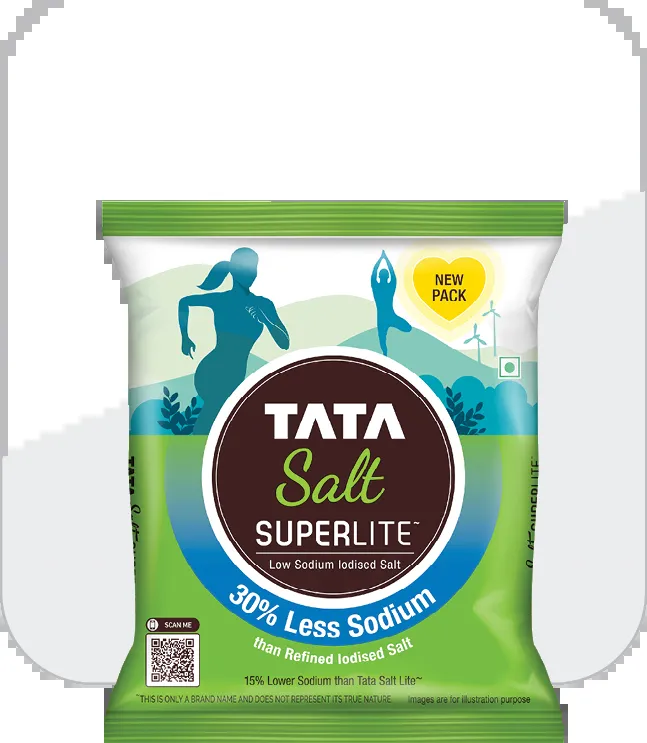 NEW
PACK
TATA
Salt
SUPERLITE™
Low Sodium Iodised Salt
30% Less Sodium
than Refined Iodised Salt
SCAN ME
15% Lower Sodium than Tata Salt Lite~
THIS IS ONLY A BRAND NAME AND DOES NOT REPRESENT ITS TRUE NATURE.
Images are for illustration purpose
TATA